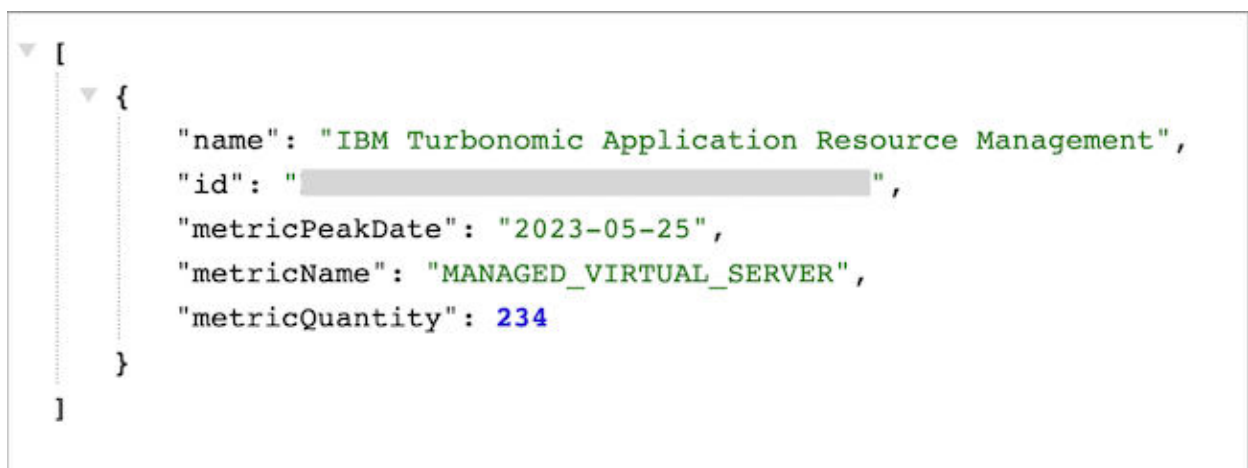 [
{
"name": "IBM Turbonomic Application Resource Management",
"id": "",
"metricPeakDate": "2023-05-25",
"metricName": "MANAGED_VIRTUAL_SERVER",
"metricQuantity": 234
}
]